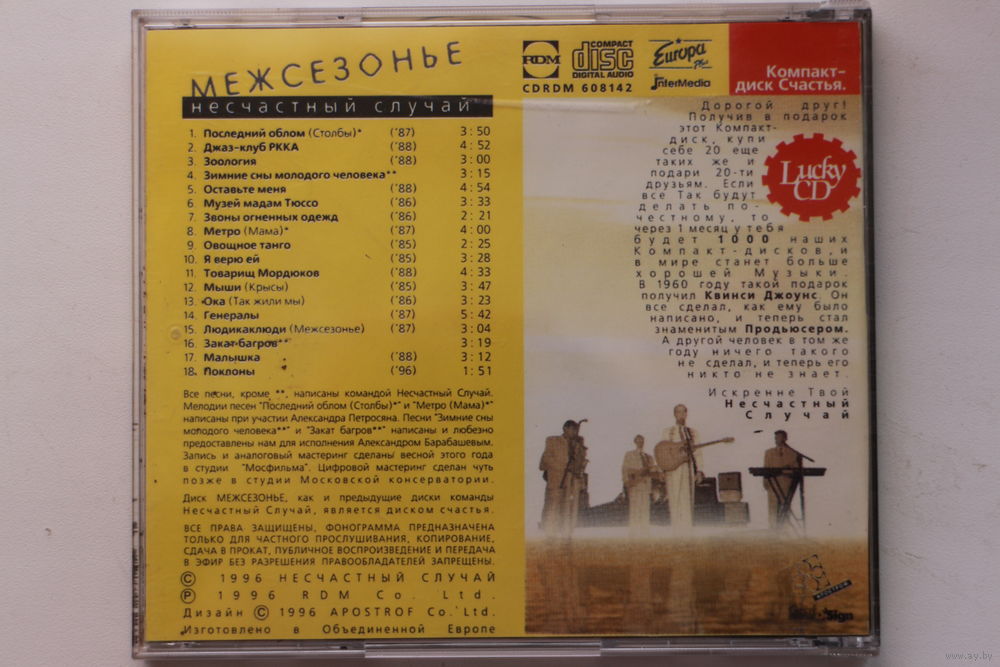 МЕЖСЕЗОНЬЕ
несчастный случай
1. Последний облом (Столбы)* ('87) 3:50
2. Джаз-клуб РККА ('88) 4:52
3. Зоология ('88) 3:00
4. Зимние сны молодого человека** 3:15
5. Оставьте меня ('88) 4:54
6. Музей мадам Тюссо ('86) 3:33
7. Звоны огненных одежд ('86) 2:21
8. Метро (Мама)* ('87) 4:00
9. Овощное танго ('85) 2:25
10. Я верю ей ('85) 3:28
11. Товарищ Мордюков ('88) 4:33
12. Мыши (Крысы) ('85) 3:47
13. Ока (Так жили мы) ('86) 3:23
14. Генералы ('87) 5:42
15. Людикаклюди (Межсезонье) ('87) 3:04
16. Закат багров** 3:19
17. Малышка ('88) 3:12
18. Поклоны ('96) 1:51
Все песни, кроме **, написаны командой Несчастный Случай.
Мелодии песен "Последний облом (Столбы)*" и "Метро (Мама)*"
написаны при участии Александра Петросяна. Песни "Зимние сны
молодого человека**" и "Закат багров**" написаны и любезно
предоставлены нам для исполнения Александром Барабашевым.
Запись и аналоговый мастеринг сделаны весной этого года
в студии "Мосфильма". Цифровой мастеринг сделан чуть
позже в студии Московской консерватории.
Диск МЕЖСЕЗОНЬЕ, как и предыдущие диски команды
Несчастный Случай, является диском счастья.
ВСЕ ПРАВА ЗАЩИЩЕНЫ, ФОНОГРАММА ПРЕДНАЗНАЧЕНА
ТОЛЬКО ДЛЯ ЧАСТНОГО ПРОСЛУШИВАНИЯ, КОПИРОВАНИЕ,
СДАЧА В ПРОКАТ, ПУБЛИЧНОЕ ВОСПРОИЗВЕДЕНИЕ И ПЕРЕДАЧА
В ЭФИР БЕЗ РАЗРЕШЕНИЯ ПРАВООБЛАДАТЕЛЕЙ ЗАПРЕЩЕНЫ.
© 1996 НЕСЧАСТНЫЙ СЛУЧАЙ
℗ 1996 RDM Co. Ltd.
Дизайн © 1996 APOSTROF Co. Ltd.
Изготовлено в Объединенной Европе
RDM
COMPACT
disc
DIGITAL AUDIO
CDRDM 608142
Europa
Plus
InterMedia
Компакт-
диск Счастья.
Дорогой друг!
Получив в подарок
этот Компакт-
диск, купи
себе 20 еще
таких же и
подари 20-ти
друзьям. Если
все Так будут
делать по-
честному, то
через 1 месяц у тебя
будет 1000 наших
Компакт-дисков, и
в мире станет больше
хорошей Музыки.
В 1960 году такой подарок
получил Квинси Джоунс. Он
все сделал, как ему было
написано, и теперь стал
знаменитым Продьюсером.
А другой человек в том же
году ничего такого
не сделал, и теперь его
никто не знает.
Искренне Твой
Несчастный
Случай
Lucky
CD
АПОСТРОФ
Sign
www.ay.by